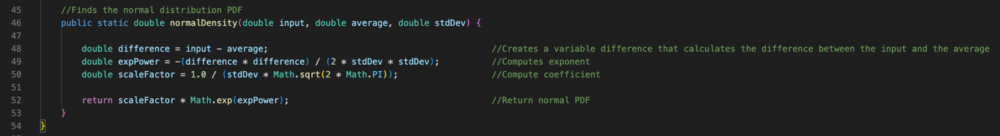 45 //Finds the normal distribution PDF
46 public static double normalDensity(double input, double average, double stdDev) {
47
48 double difference = input - average; //Creates a variable difference that calculates the difference between the input and the average
49 double expPower = -(difference * difference) / (2 * stdDev * stdDev); //Computes exponent
50 double scaleFactor = 1.0 / (stdDev * Math.sqrt(2 * Math.PI)); //Compute coefficient
51
52 return scaleFactor * Math.exp(expPower); //Return normal PDF
53 }
54 }